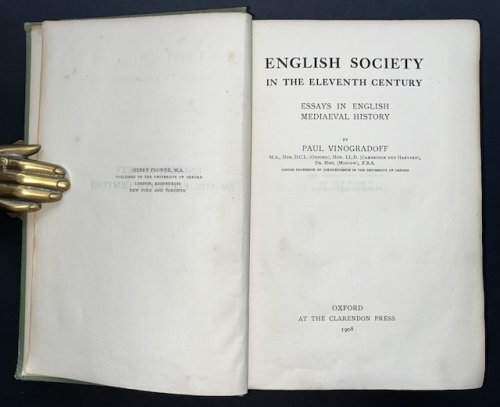 HENRY FROWDE, M.A.
PUBLISHER TO THE UNIVERSITY OF OXFORD
LONDON, EDINBURGH
NEW YORK AND TORONTO
ENGLISH SOCIETY
IN THE ELEVENTH CENTURY
ESSAYS IN ENGLISH
MEDIAEVAL HISTORY
BY
PAUL VINOGRADOFF
M.A., HON. D.C.L. (OXFORD), HON. LL.D. (CAMBRIDGE AND HARVARD),
DR. HIST. (MOSCOW), F.B.A.
CORPUS PROFESSOR OF JURISPRUDENCE IN THE UNIVERSITY OF OXFORD
OXFORD
AT THE CLARENDON PRESS
1908